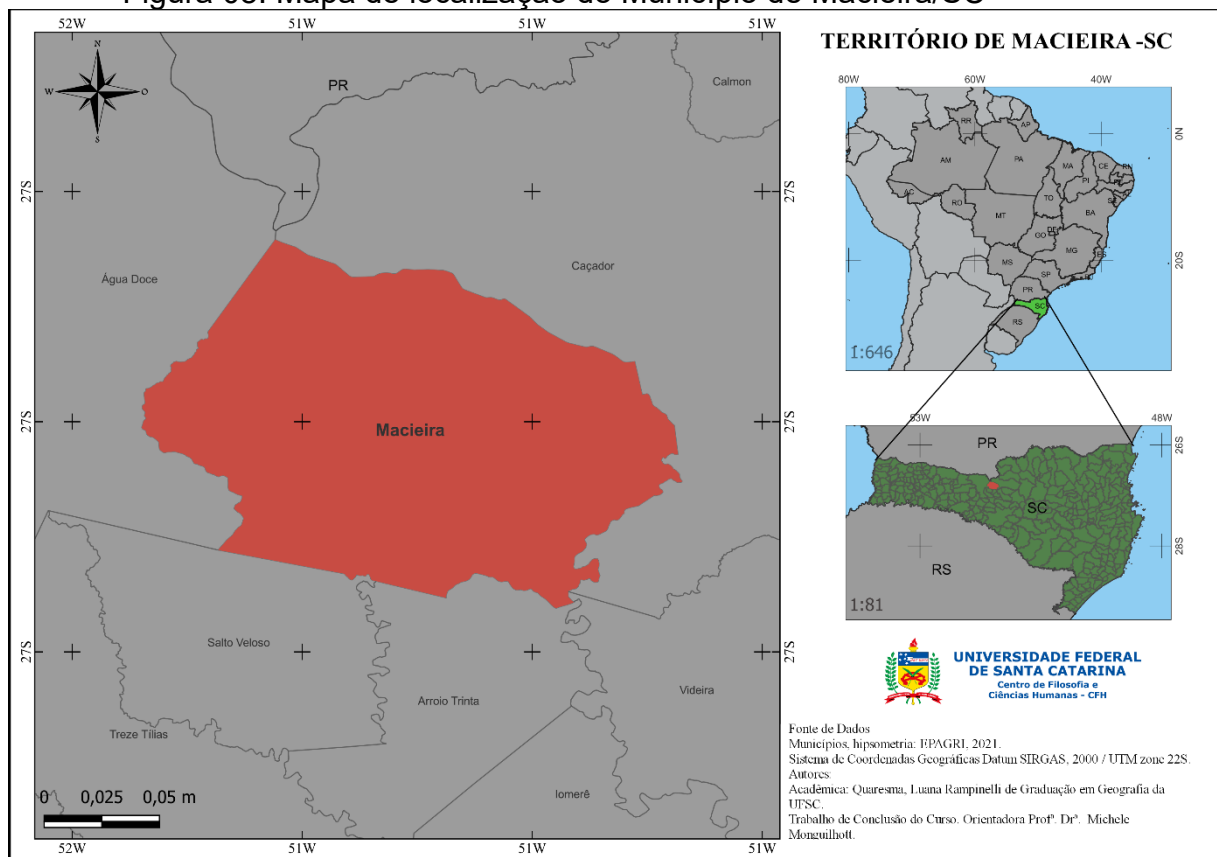 52W
51W
51W
51W
N
W
O
S
PR
Calmon
27S
27S
Água Doce
Caçador
27S
27S
Macieira
27S
27S
Salto Veloso
Arroio Trinta
Videira
Treze Tílias
Iomerê
0 0,025 0,05 m
52W
51W
51W
51W
TERRITÓRIO DE MACIEIRA -SC
80W
60W
40W
RR
AP
0N
AM
PA
MA
CE
RN
PI
AC
RO
TO
SE
MT
BA
GO
DF
MG
MS
ES
20S
SP
PR
SC
RS
1:646
53W
48W
PR
26S
SC
28S
RS
1:81
UNIVERSIDADE FEDERAL
DE SANTA CATARINA
Centro de Filosofia e
Ciências Humanas - CFH
Fonte de Dados
Municípios, hipsometria: EPAGRI, 2021.
Sistema de Coordenadas Geográficas Datum SIRGAS, 2000 / UTM zone 22S.
Autores:
Acadêmica: Quaresma, Luana Rampinelli de Graduação em Geografia da
UFSC.
Trabalho de Conclusão do Curso. Orientadora Profª. Drª. Michele
Monguilhott.